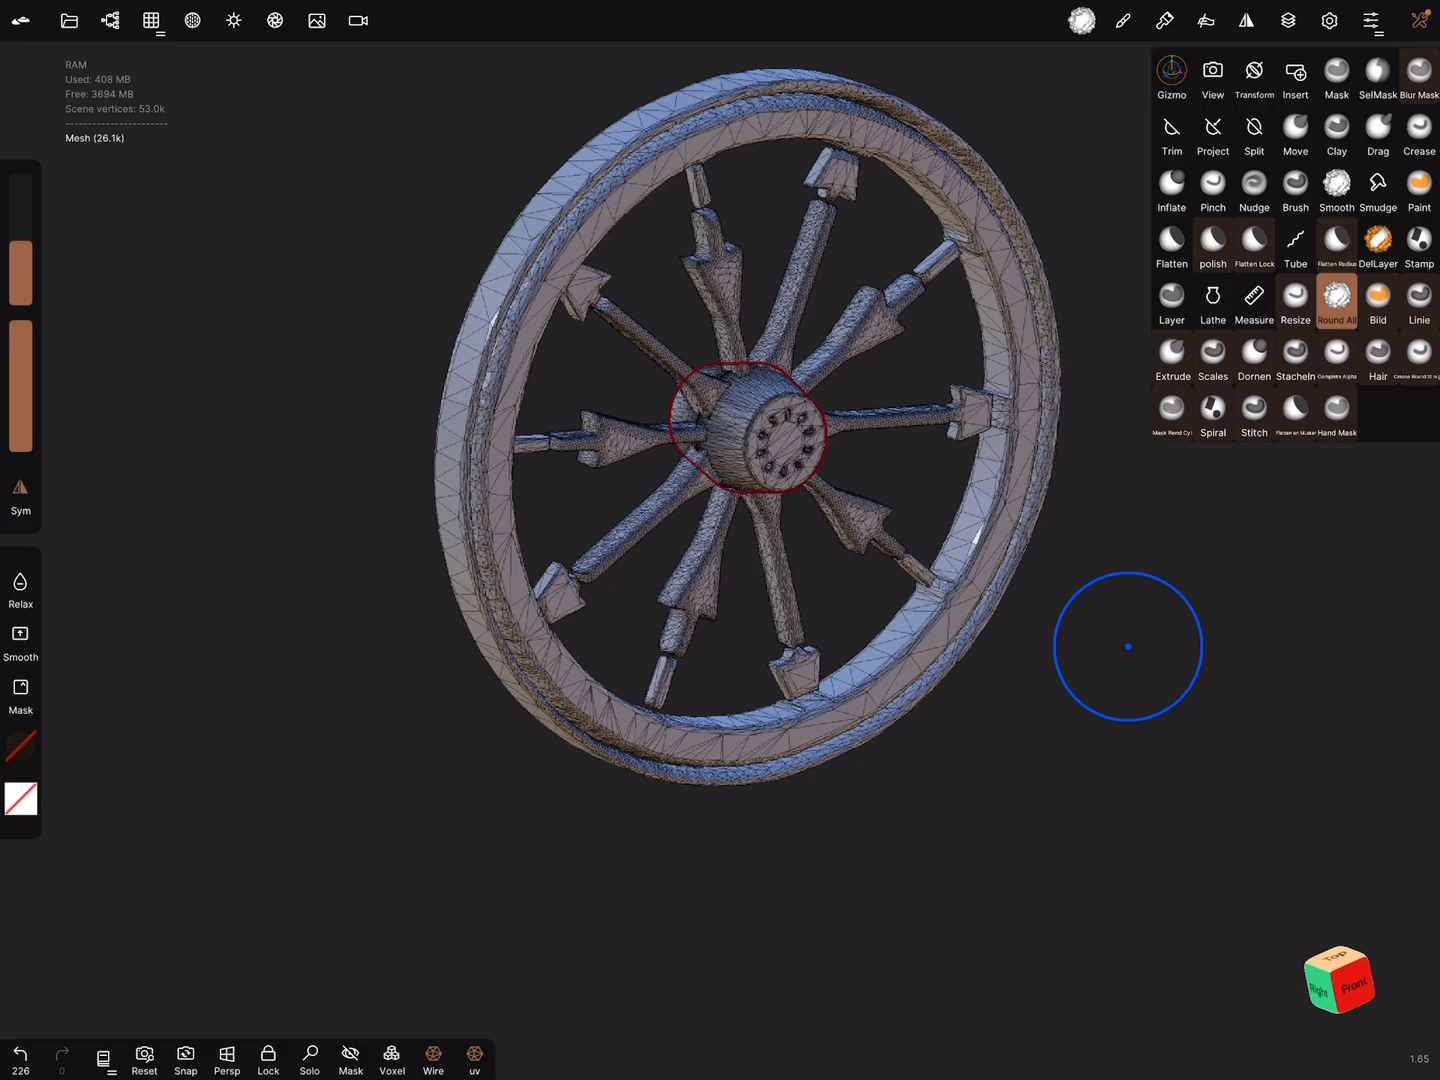 RAM
Used: 408 MB
Free: 3694 MB
Scene vertices: 53.0k
Mesh (26.1k)
Gizmo View Transform Insert Mask SelMask Blur Mask
Trim Project Split Move Clay Drag Crease
Inflate Pinch Nudge Brush Smooth Smudge Paint
Flatten polish Flatten Lock Tube Flatten Radius DelLayer Stamp
Layer Lathe Measure Resize Round All Bild Linie
Extrude Scales Dornen Stacheln Complete Alpha Hair
Spiral Stitch Hand Mask
Sym
Relax
Smooth
Mask
Top
Right Front
226 0 Reset Snap Persp Lock Solo Mask Voxel Wire uv
1.65